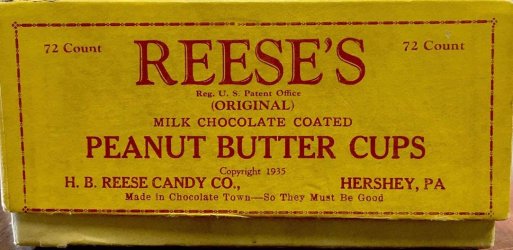 72 Count REESE'S 72 Count
Reg. U. S. Patent Office
(ORIGINAL)
MILK CHOCOLATE COATED
PEANUT BUTTER CUPS
Copyright 1935
H. B. REESE CANDY CO., HERSHEY, PA
Made in Chocolate Town—So They Must Be Good